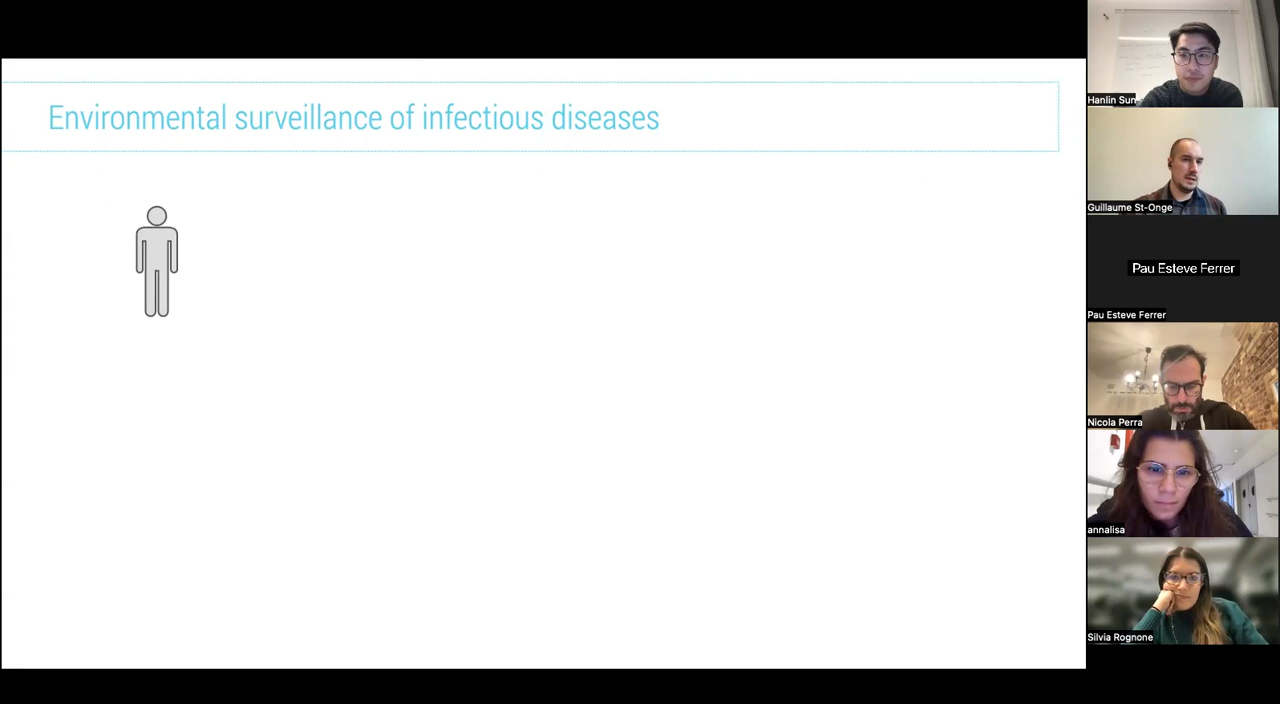 Environmental surveillance of infectious diseases
Hanlin Sun
Guillaume St-Onge
Pau Esteve Ferrer
Pau Esteve Ferrer
Nicola Perra
annalisa
Silvia Rognone